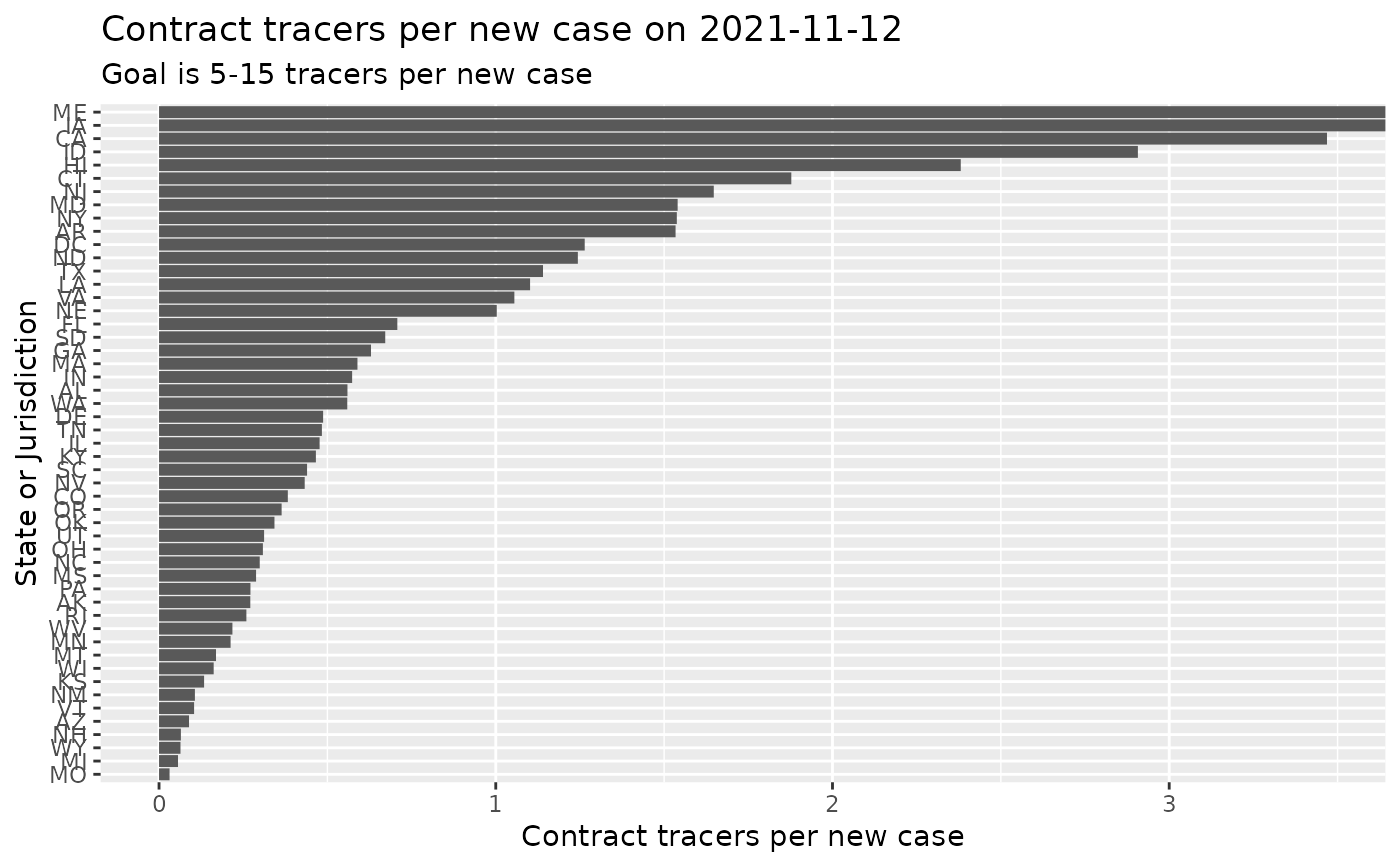 Contract tracers per new case on 2021-11-12
Goal is 5-15 tracers per new case
State or Jurisdiction
ME
IA
CA
ID
HI
CT
NJ
MD
NY
AR
DC
ND
TX
LA
VA
NE
FL
SD
GA
MA
IN
AL
WA
DE
TN
IL
KY
SC
NV
CO
OR
OK
UT
OH
NC
MS
PA
AK
RI
WV
MN
MT
WI
KS
NM
VT
AZ
NH
WY
MI
MO
0 1 2 3
Contract tracers per new case